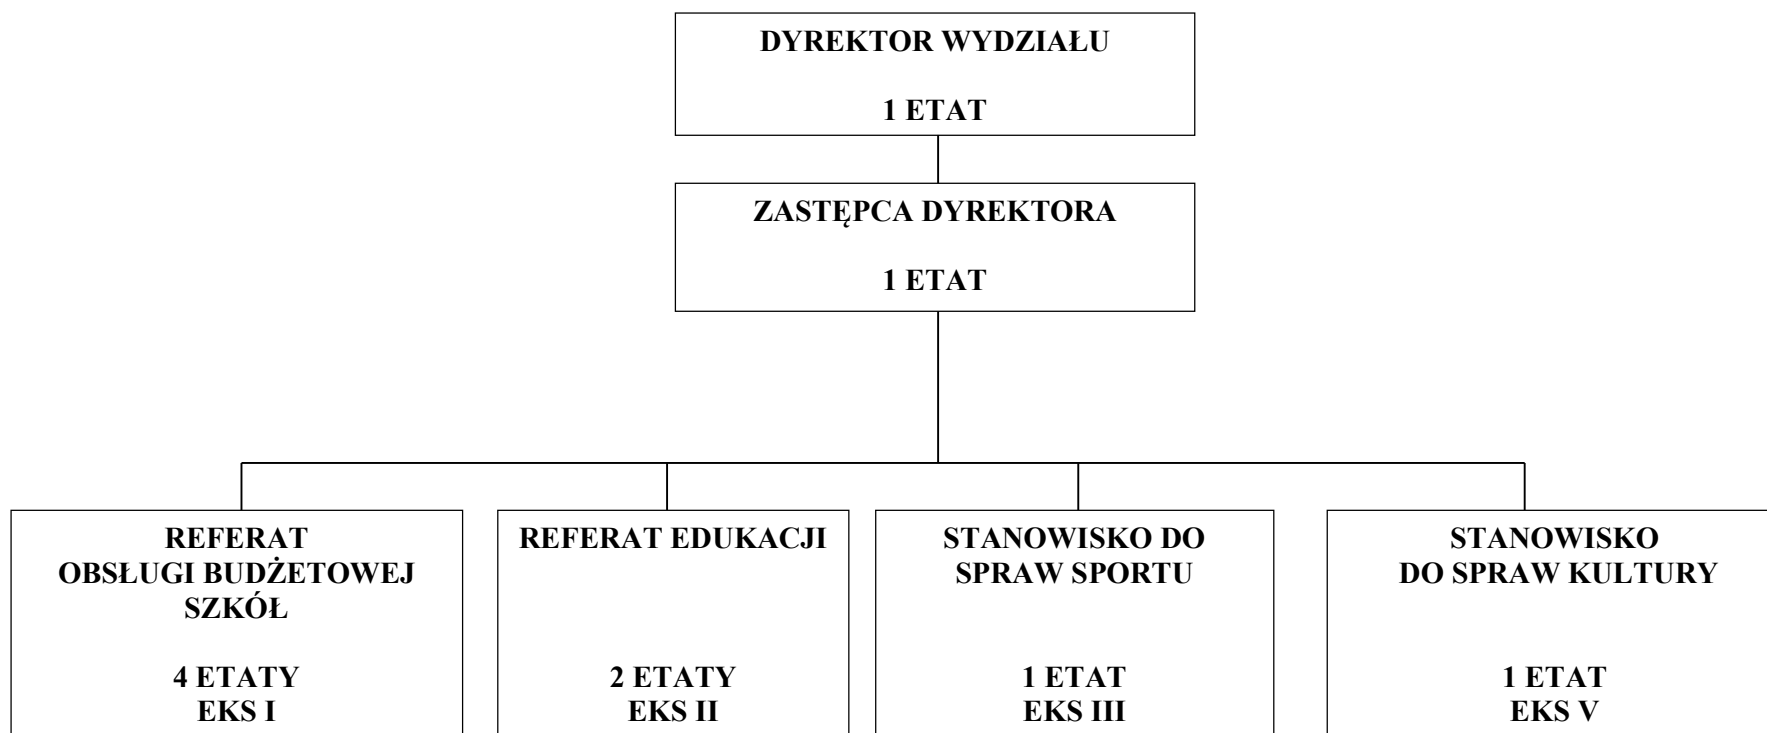 DYREKTOR WYDZIAŁU
1 ETAT
ZASTĘPCA DYREKTORA
1 ETAT
REFERAT
OBSŁUGI BUDŻETOWEJ
SZKÓŁ
4 ETATY
EKS I
REFERAT EDUKACJI
2 ETATY
EKS II
STANOWISKO DO
SPRAW SPORTU
1 ETAT
EKS III
STANOWISKO
DO SPRAW KULTURY
1 ETAT
EKS V